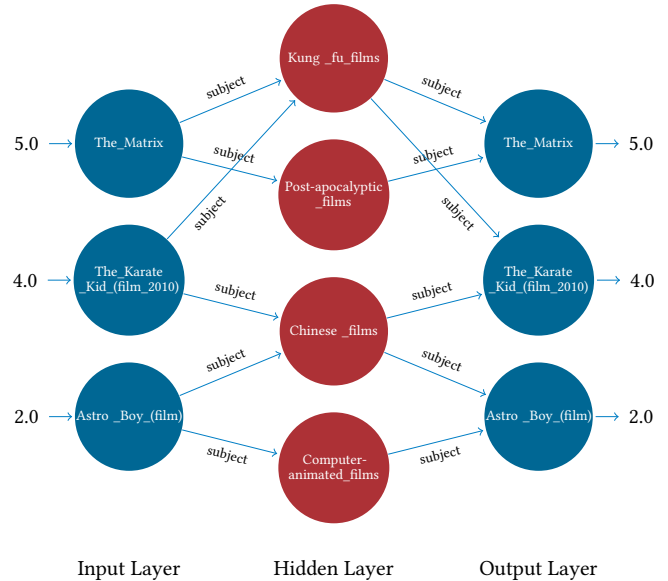 Kung _fu_films
subject
subject
5.0
The_Matrix
The_Matrix
5.0
subject
subject
Post-apocalyptic
_films
subject
subject
4.0
The_Karate
_Kid_(film_2010)
The_Karate
_Kid_(film_2010)
4.0
subject
subject
Chinese _films
subject
subject
2.0
Astro _Boy_(film)
Astro _Boy_(film)
2.0
subject
subject
Computer-
animated_films
Input Layer
Hidden Layer
Output Layer